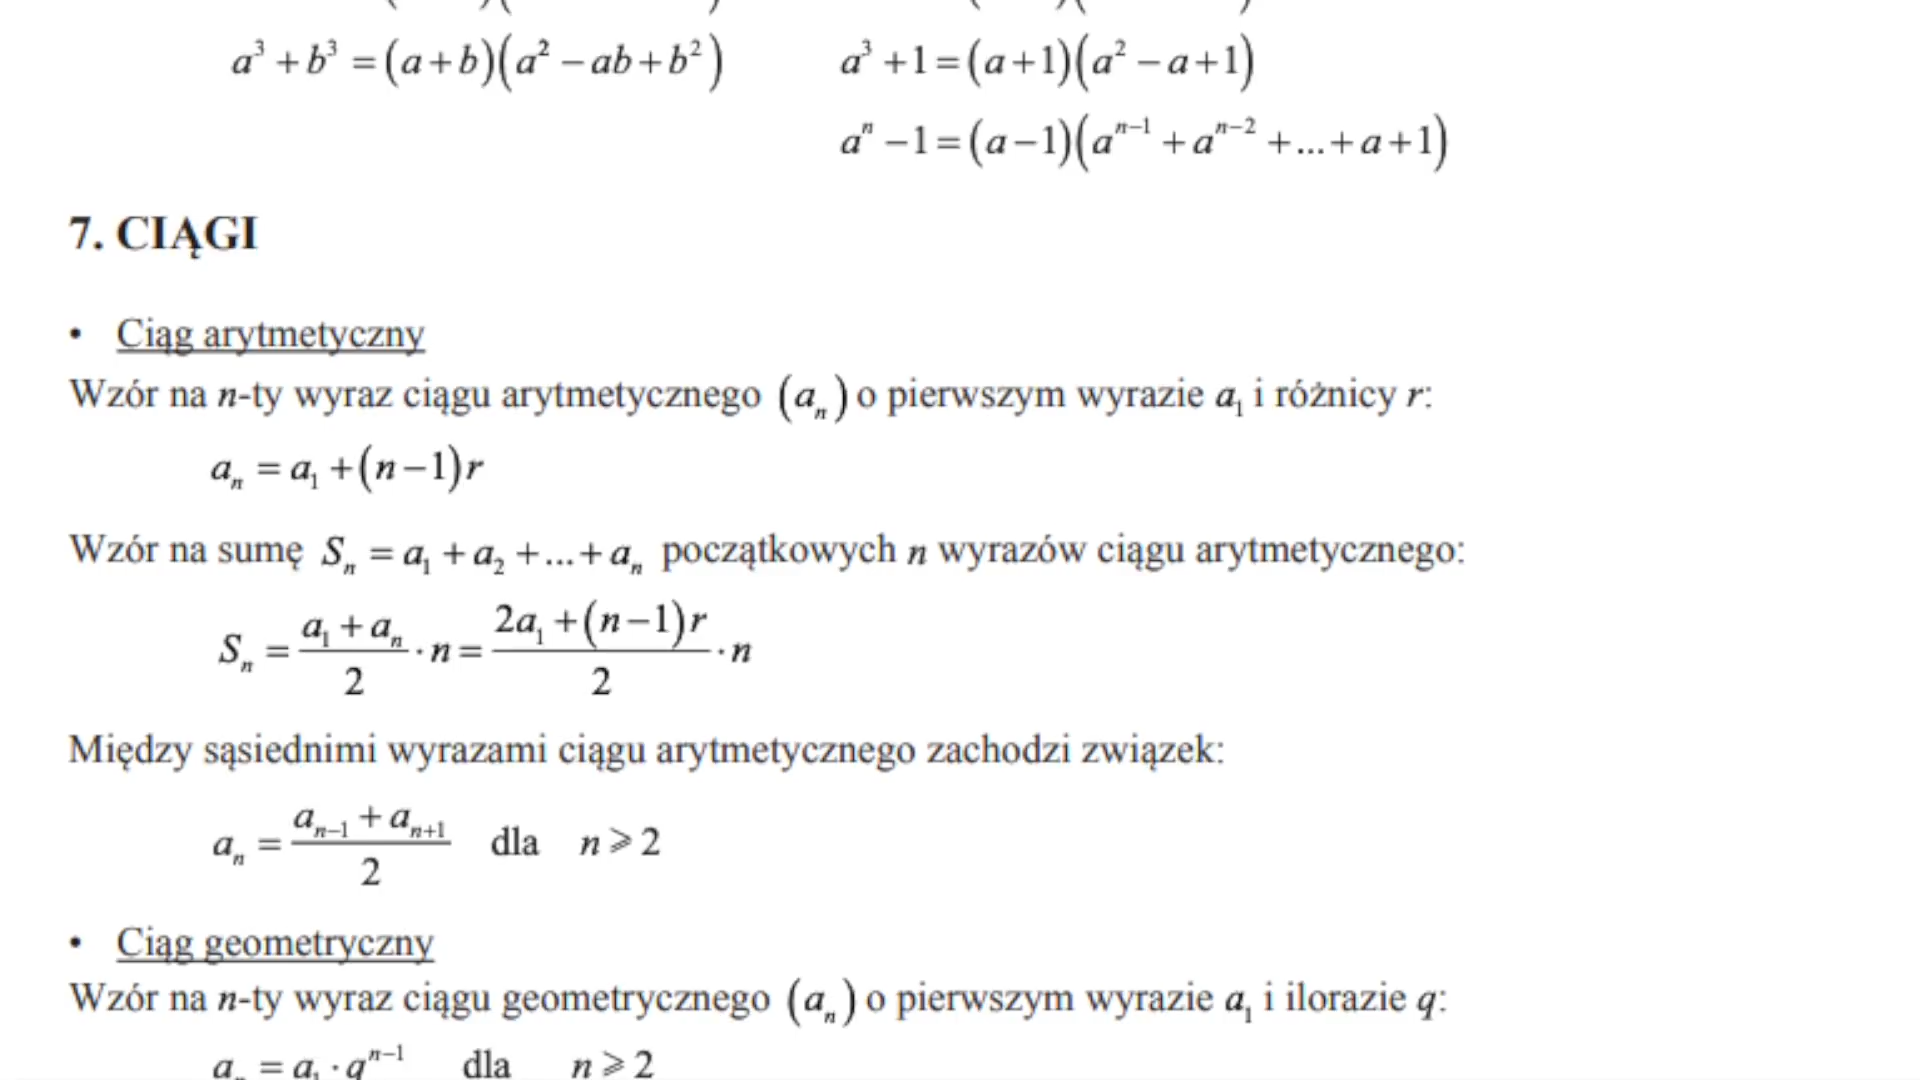 a³ + b³ = (a + b)(a² − ab + b²) a³ + 1 = (a + 1)(a² − a + 1)
aⁿ − 1 = (a − 1)(aⁿ⁻¹ + aⁿ⁻² + ... + a + 1)
7. CIĄGI
• Ciąg arytmetyczny
Wzór na n-ty wyraz ciągu arytmetycznego (aₙ) o pierwszym wyrazie a₁ i różnicy r:
aₙ = a₁ + (n − 1)r
Wzór na sumę Sₙ = a₁ + a₂ + ... + aₙ początkowych n wyrazów ciągu arytmetycznego:
Sₙ = (a₁ + aₙ)/2 · n = (2a₁ + (n − 1)r)/2 · n
Między sąsiednimi wyrazami ciągu arytmetycznego zachodzi związek:
aₙ = (aₙ₋₁ + aₙ₊₁)/2 dla n ⩾ 2
• Ciąg geometryczny
Wzór na n-ty wyraz ciągu geometrycznego (aₙ) o pierwszym wyrazie a₁ i ilorazie q:
aₙ = a₁ · qⁿ⁻¹ dla n ⩾ 2